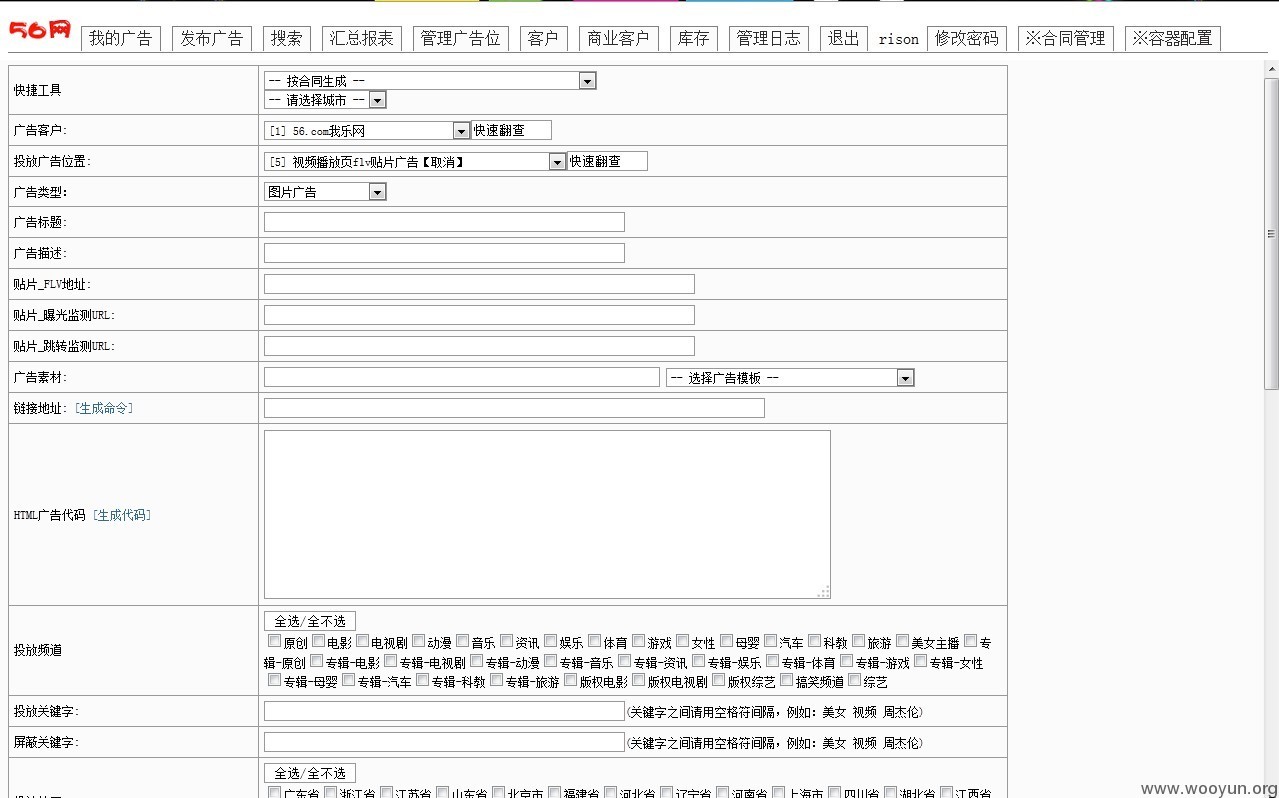 56网 我的广告 发布广告 搜索 汇总报表 管理广告位 客户 商业客户 库存 管理日志 退出 rison 修改密码 ※合同管理 ※容器配置
快捷工具 -- 按合同生成 --
-- 请选择城市 --
广告客户: [1] 56.com我乐网 快速翻查
投放广告位置: [5] 视频播放页flv贴片广告【取消】 快速翻查
广告类型: 图片广告
广告标题:
广告描述:
贴片_FLV地址:
贴片_曝光监测URL:
贴片_跳转监测URL:
广告素材: -- 选择广告模板 --
链接地址: [生成命令]
HTML广告代码 [生成代码]
全选/全不选
投放频道 原创 电影 电视剧 动漫 音乐 资讯 娱乐 体育 游戏 女性 母婴 汽车 科教 旅游 美女主播 专
辑-原创 专辑-电影 专辑-电视剧 专辑-动漫 专辑-音乐 专辑-资讯 专辑-娱乐 专辑-体育 专辑-游戏 专辑-女性
专辑-母婴 专辑-汽车 专辑-科教 专辑-旅游 版权电影 版权电视剧 版权综艺 搞笑频道 综艺
投放关键字: (关键字之间请用空格符间隔，例如: 美女 视频 周杰伦)
屏蔽关键字: (关键字之间请用空格符间隔，例如: 美女 视频 周杰伦)
全选/全不选
广东省 浙江省 江苏省 山东省 北京市 福建省 河北省 辽宁省 河南省 上海市 四川省 湖北省 江西省
www.wooyun.org